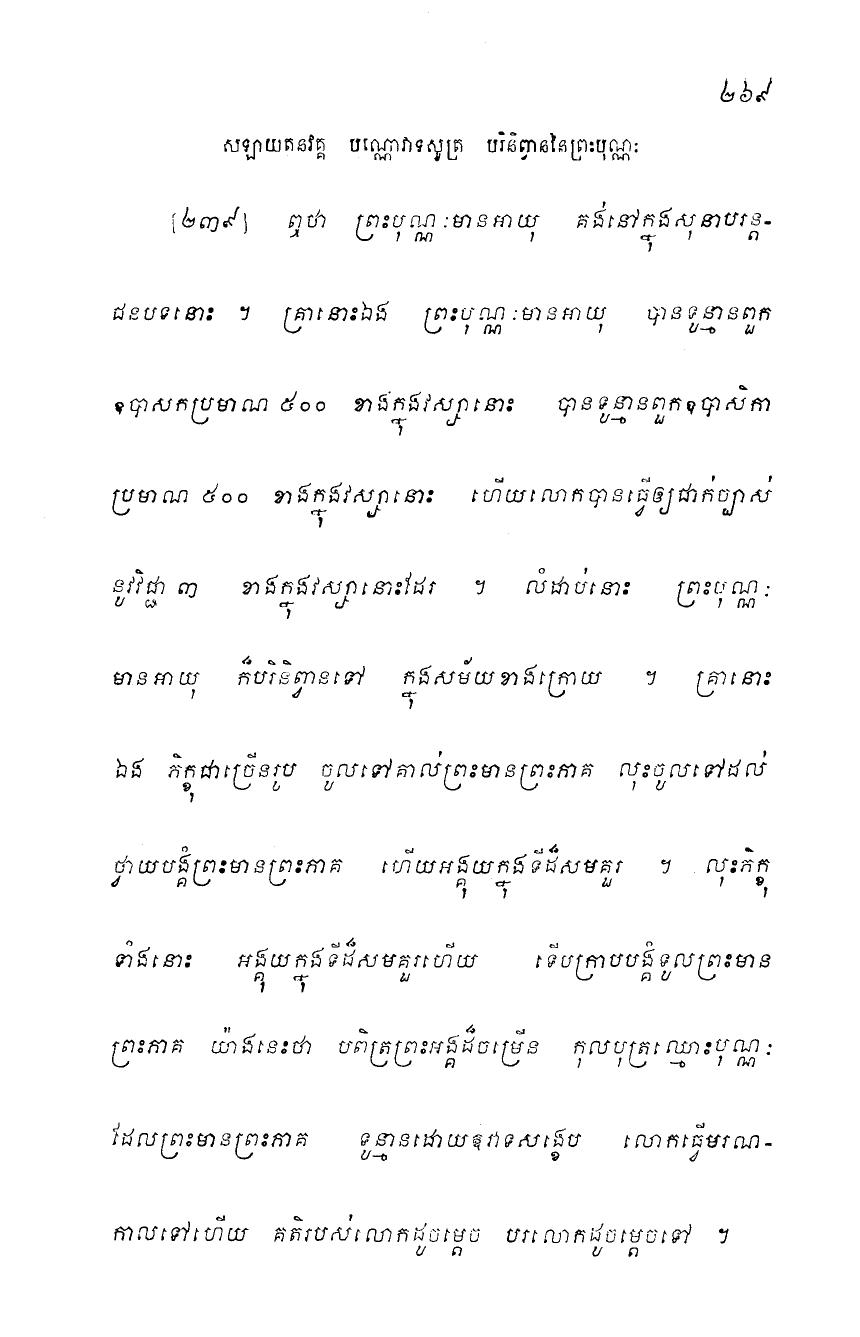 ២៦៩
សឡាយតនវគ្គ បុណ្ណោវាទសូត្រ បរិនិព្វាននៃព្រះបុណ្ណៈ
[២៣៩] ឮថា ព្រះបុណ្ណៈមានអាយុ គង់នៅក្នុងសុនាបរន្ត-
ជនបទនោះ ។ គ្រានោះឯង ព្រះបុណ្ណៈមានអាយុ បានទូន្មានពួក
ឧបាសកប្រមាណ ៥០០ ខាងក្នុងវស្សានោះ បានទូន្មានពួកឧបាសិកា
ប្រមាណ ៥០០ ខាងក្នុងវស្សានោះ ហើយលោកបានធ្វើឲ្យជាក់ច្បាស់
នូវវិជ្ជា ៣ ខាងក្នុងវស្សានោះដែរ ។ លំដាប់នោះ ព្រះបុណ្ណៈ
មានអាយុ ក៏បរិនិព្វានទៅ ក្នុងសម័យខាងក្រោយ ។ គ្រានោះ
ឯង ភិក្ខុជាច្រើនរូប ចូលទៅគាល់ព្រះមានព្រះភាគ លុះចូលទៅដល់
ថ្វាយបង្គំព្រះមានព្រះភាគ ហើយអង្គុយក្នុងទីដ៏សមគួរ ។ លុះភិក្ខុ
ទាំងនោះ អង្គុយក្នុងទីដ៏សមគួរហើយ ទើបក្រាបបង្គំទូលព្រះមាន
ព្រះភាគ យ៉ាងនេះថា បពិត្រព្រះអង្គដ៏ចម្រើន កុលបុត្រឈ្មោះបុណ្ណៈ
ដែលព្រះមានព្រះភាគ ទូន្មានដោយឱវាទសង្ខេប លោកធ្វើមរណ-
កាលទៅហើយ គតិរបស់លោកដូចម្តេច បរលោកដូចម្តេចទៅ ។